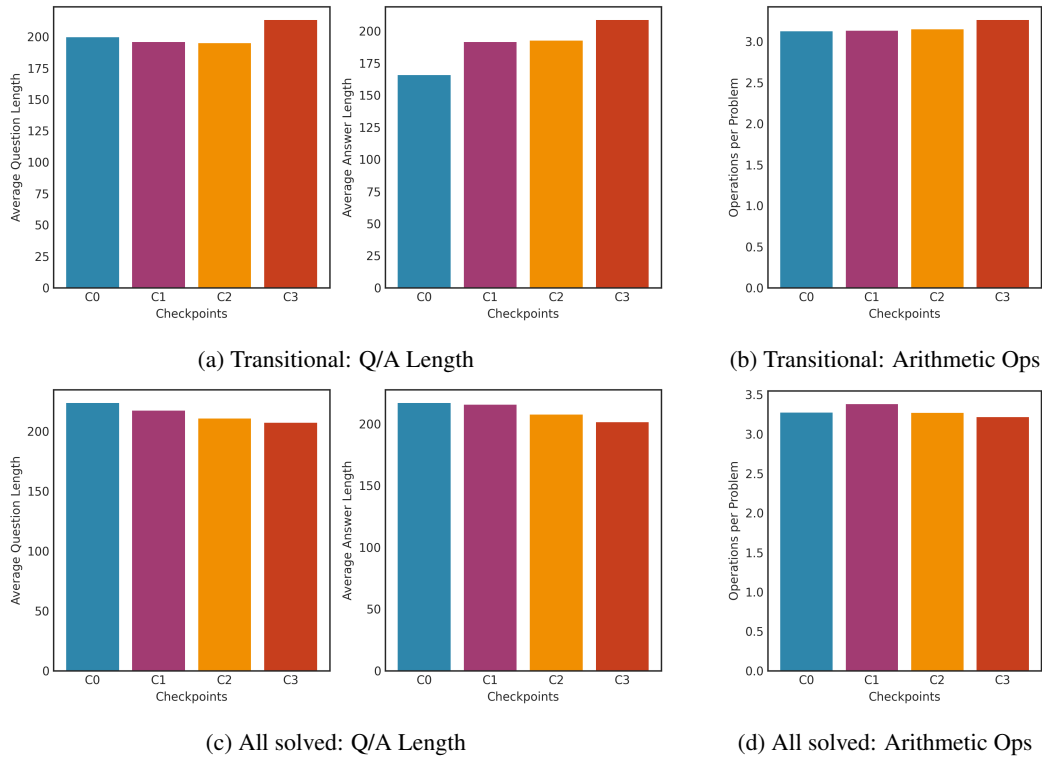 Average Question Length
200
175
150
125
100
75
50
25
0
C0 C1 C2 C3
Checkpoints
Average Answer Length
200
175
150
125
100
75
50
25
0
C0 C1 C2 C3
Checkpoints
(a) Transitional: Q/A Length
Operations per Problem
3.0
2.5
2.0
1.5
1.0
0.5
0.0
C0 C1 C2 C3
Checkpoints
(b) Transitional: Arithmetic Ops
Average Question Length
200
150
100
50
0
C0 C1 C2 C3
Checkpoints
Average Answer Length
200
150
100
50
0
C0 C1 C2 C3
Checkpoints
(c) All solved: Q/A Length
Operations per Problem
3.5
3.0
2.5
2.0
1.5
1.0
0.5
0.0
C0 C1 C2 C3
Checkpoints
(d) All solved: Arithmetic Ops